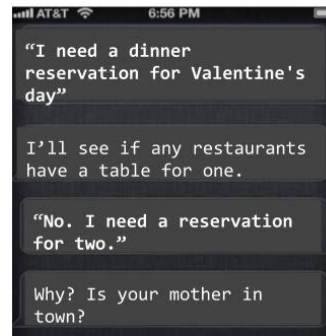 AT&T 6:56 PM
“I need a dinner
reservation for Valentine's
day”
I’ll see if any restaurants
have a table for one.
“No. I need a reservation
for two.”
Why? Is your mother in
town?